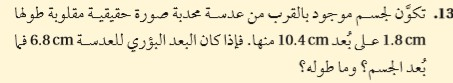 13. تكوّن لجسم موجود بالقرب من عدسة محدبة صورة حقيقية مقلوبة طولها
1.8 cm على بُعد 10.4 cm منها. فإذا كان البعد البؤري للعدسة 6.8 cm فما
بُعد الجسم؟ وما طوله؟